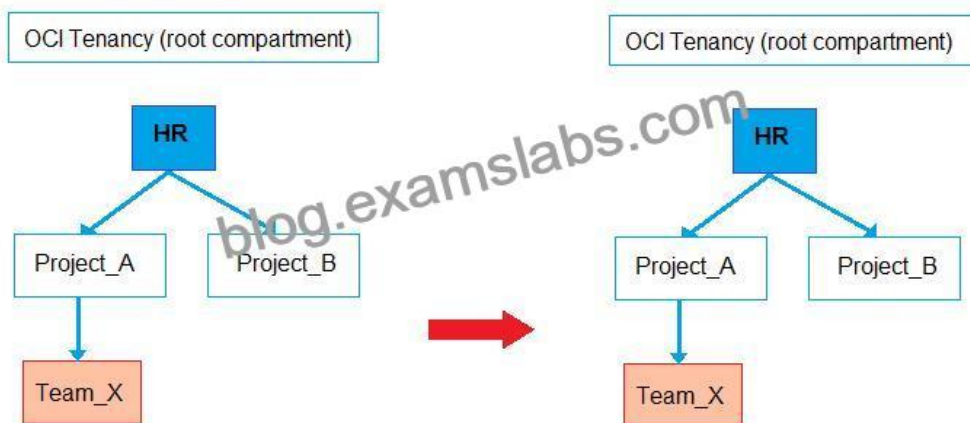 OCI Tenancy (root compartment)
HR
Project_A
Project_B
Team_X
OCI Tenancy (root compartment)
HR
Project_A
Project_B
Team_X
blog.examslabs.com